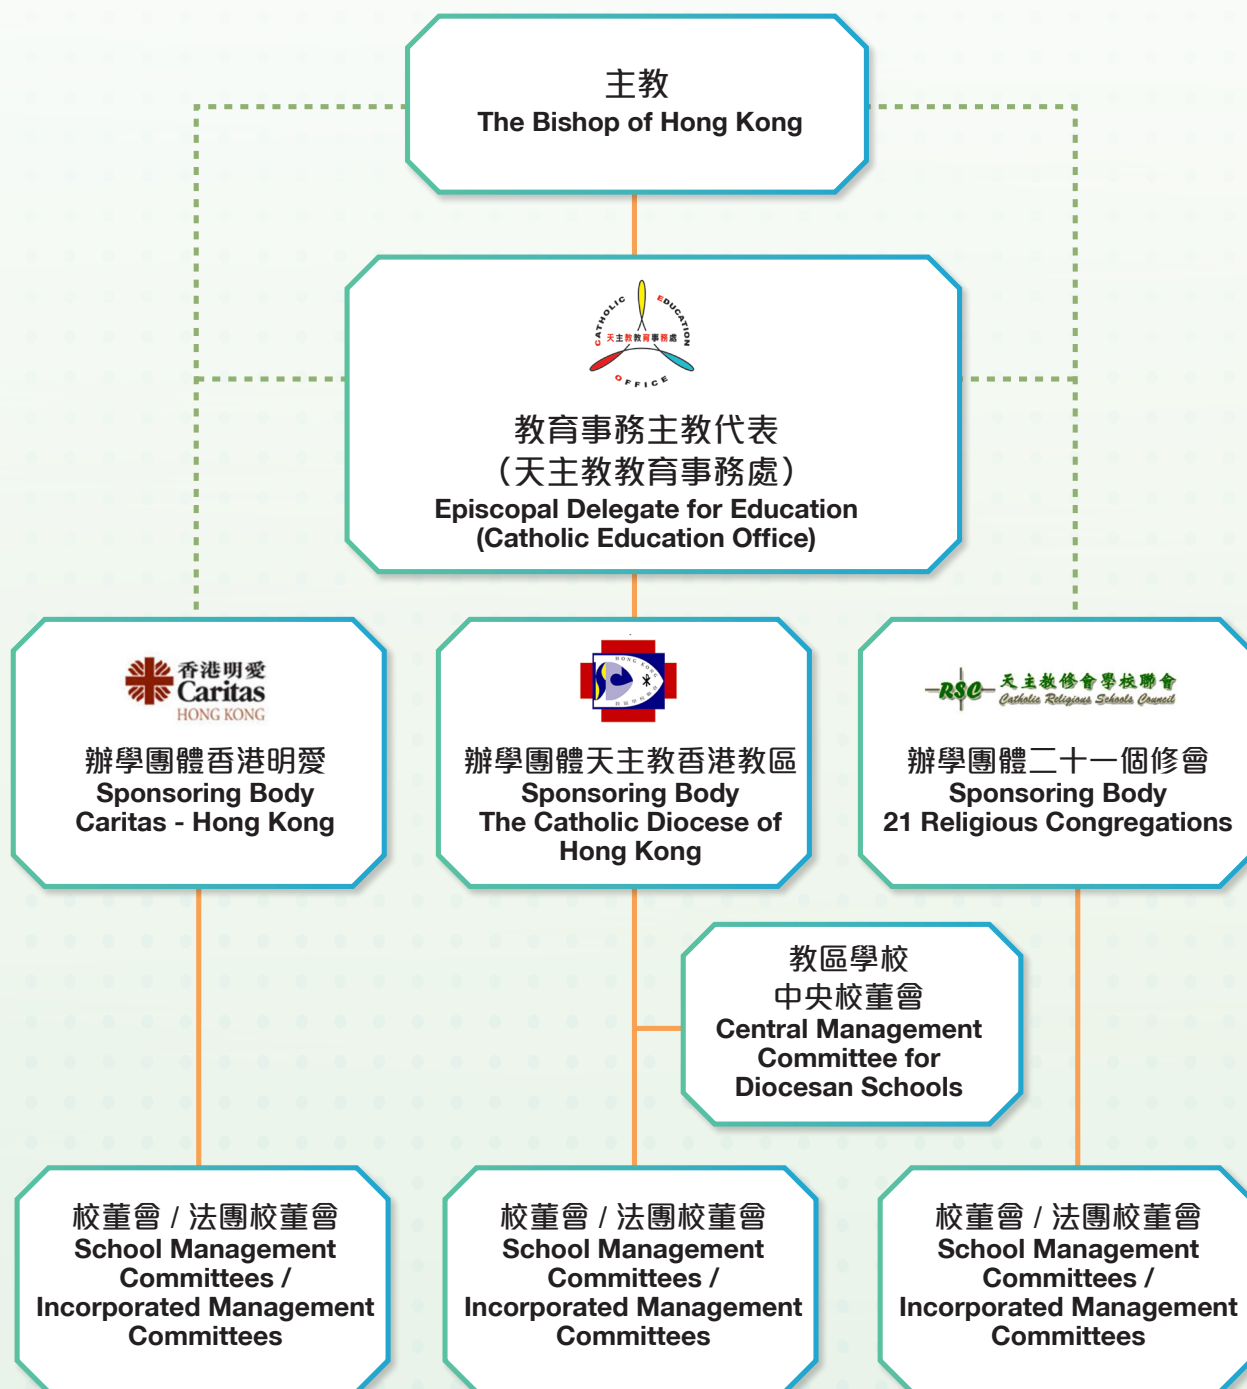 主教
The Bishop of Hong Kong
CATHOLIC EDUCATION OFFICE
天主教教育事務處
教育事務主教代表
（天主教教育事務處）
Episcopal Delegate for Education
(Catholic Education Office)
香港明愛
Caritas
HONG KONG
辦學團體香港明愛
Sponsoring Body
Caritas - Hong Kong
HONG KONG
辦學團體天主教香港教區
Sponsoring Body
The Catholic Diocese of
Hong Kong
RSC 天主教修會學校聯會
Catholic Religious Schools Council
辦學團體二十一個修會
Sponsoring Body
21 Religious Congregations
教區學校
中央校董會
Central Management
Committee for
Diocesan Schools
校董會 / 法團校董會
School Management
Committees /
Incorporated Management
Committees
校董會 / 法團校董會
School Management
Committees /
Incorporated Management
Committees
校董會 / 法團校董會
School Management
Committees /
Incorporated Management
Committees